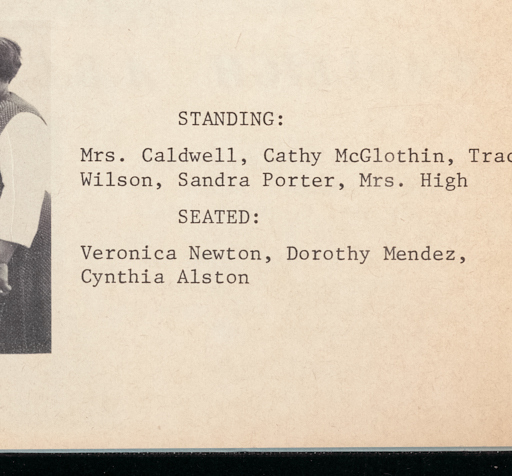 STANDING:
Mrs. Caldwell, Cathy McGlothin,
Wilson, Sandra Porter, Mrs. High
SEATED:
Veronica Newton, Dorothy Mendez,
Cynthia Alston